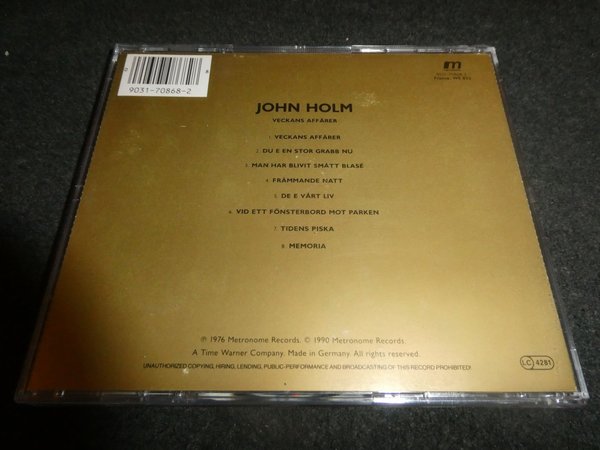 9031-70868-2
m
France: WE 835
JOHN HOLM
VECKANS AFFÄRER
1. VECKANS AFFÄRER
2. DU E EN STOR GRABB NU
3. MAN HAR BLIVIT SMÅTT BLASÉ
4. FRÄMMANDE NATT
5. DE E VÅRT LIV
6. VID ETT FÖNSTERBORD MOT PARKEN
7. TIDENS PISKA
8. MEMORIA
℗ 1976 Metronome Records. © 1990 Metronome Records.
A Time Warner Company. Made in Germany. All rights reserved.
LC 4281
UNAUTHORIZED COPYING, HIRING, LENDING, PUBLIC-PERFORMANCE AND BROADCASTING OF THIS RECORD PROHIBITED!